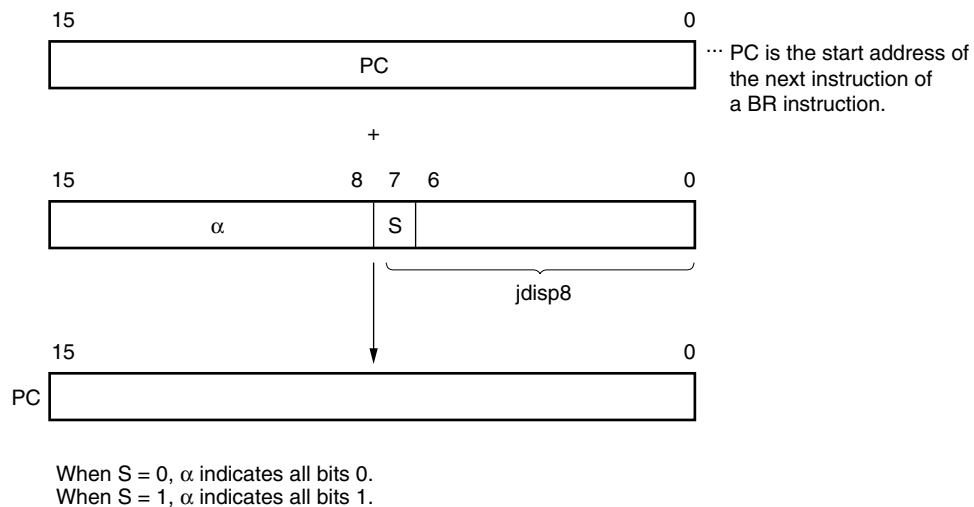 15 0
PC
... PC is the start address of
the next instruction of
a BR instruction.
+
15 8 7 6 0
α S
jdisp8
15 0
PC
When S = 0, α indicates all bits 0.
When S = 1, α indicates all bits 1.